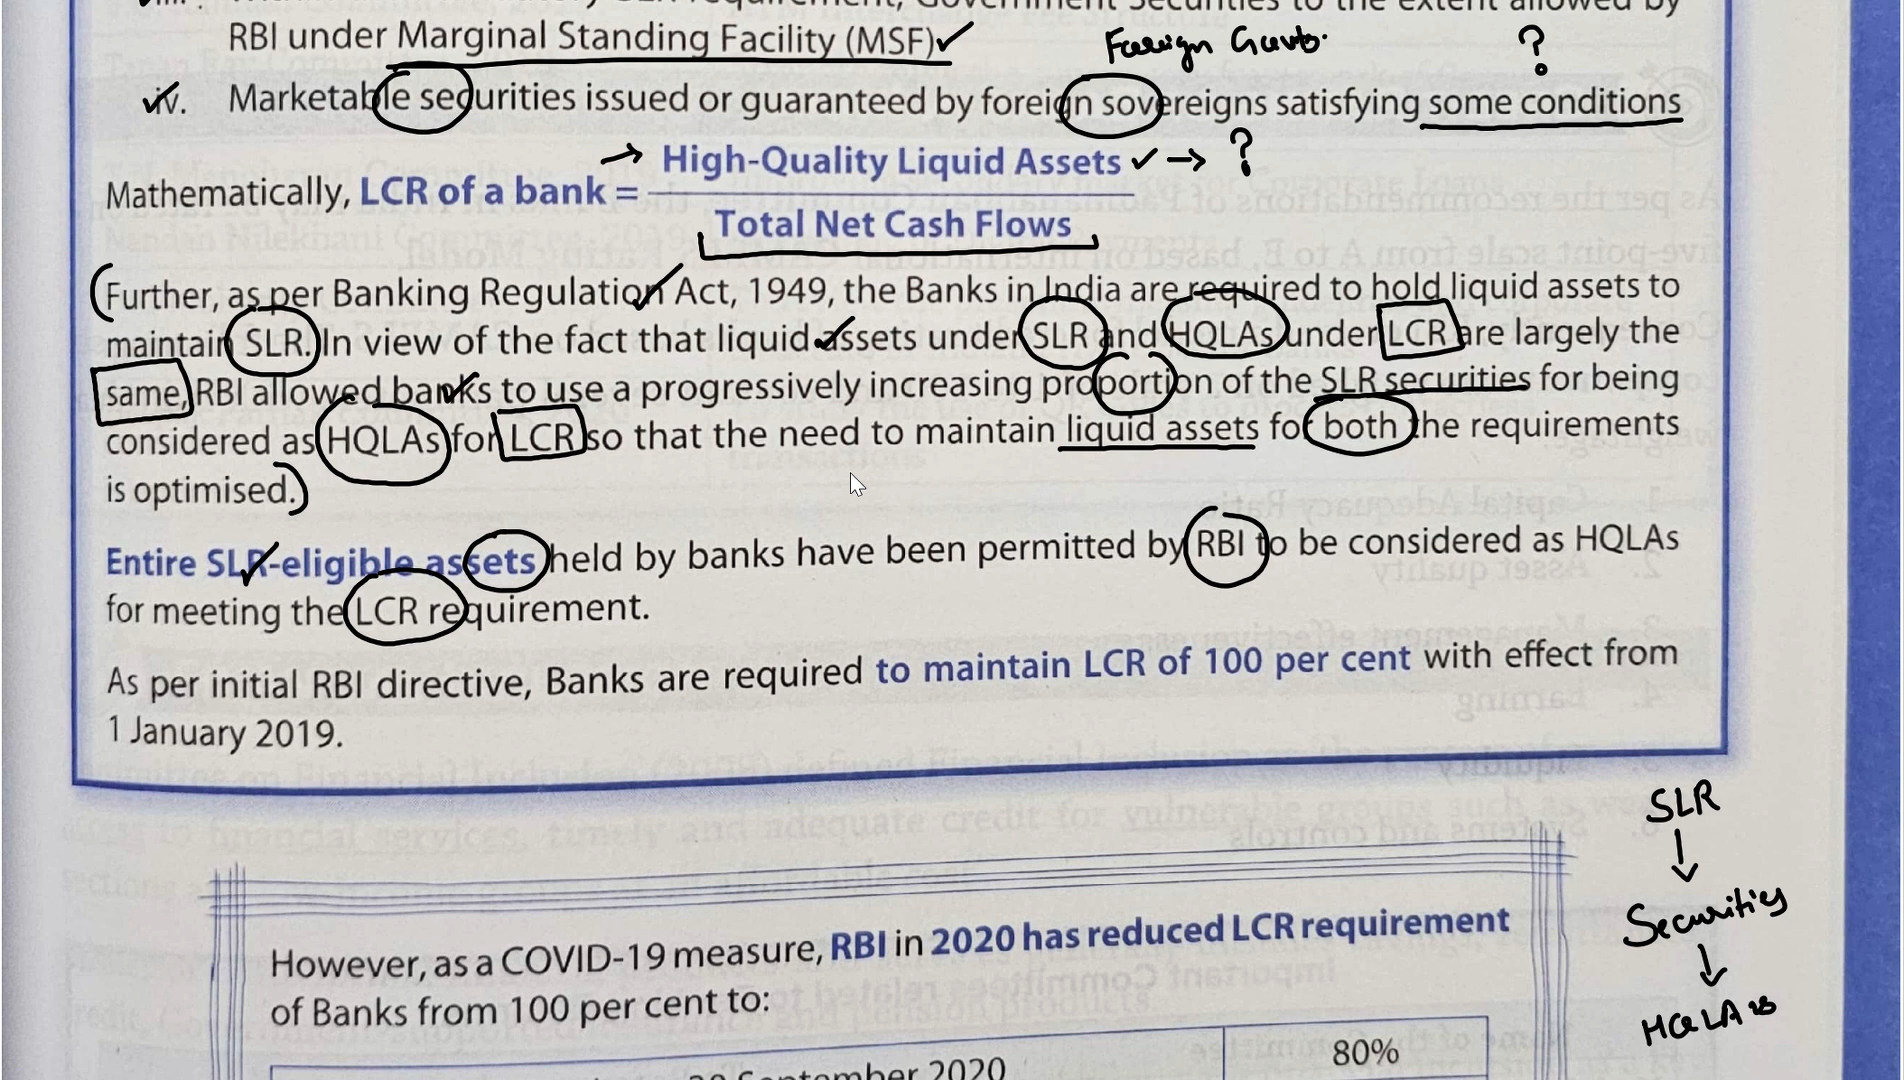 RBI under Marginal Standing Facility (MSF)
Foreign Govts.
?
iv. Marketable securities issued or guaranteed by foreign sovereigns satisfying some conditions
Mathematically, LCR of a bank = High-Quality Liquid Assets
?
Total Net Cash Flows
(Further, as per Banking Regulation Act, 1949, the Banks in India are required to hold liquid assets to
maintain SLR. In view of the fact that liquid assets under SLR and HQLAs under LCR are largely the
same, RBI allowed banks to use a progressively increasing proportion of the SLR securities for being
considered as HQLAs for LCR so that the need to maintain liquid assets for both the requirements
is optimised.)
Entire SLR-eligible assets held by banks have been permitted by RBI to be considered as HQLAs
for meeting the LCR requirement.
As per initial RBI directive, Banks are required to maintain LCR of 100 per cent with effect from
1 January 2019.
SLR
Securities
HQLAs
However, as a COVID-19 measure, RBI in 2020 has reduced LCR requirement
of Banks from 100 per cent to:
September 2020 80%